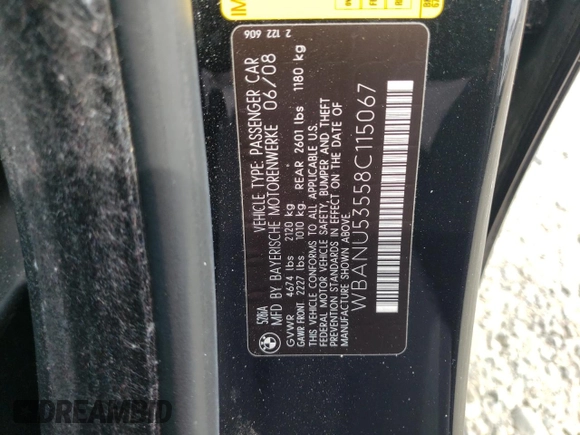 2 122 606
VEHICLE TYPE: PASSENGER CAR
528iA MFD BY BAYERISCHE MOTORENWERKE 06/08
GVWR 4674 lbs 2120 kg
GAWR FRONT 2227 lbs 1010 kg REAR 2601 lbs 1180 kg
THIS VEHICLE CONFORMS TO ALL APPLICABLE U.S.
FEDERAL MOTOR VEHICLE SAFETY, BUMPER AND THEFT
PREVENTION STANDARDS IN EFFECT ON THE DATE OF
MANUFACTURE SHOWN ABOVE
WBANU53558C115067
DREAMBID